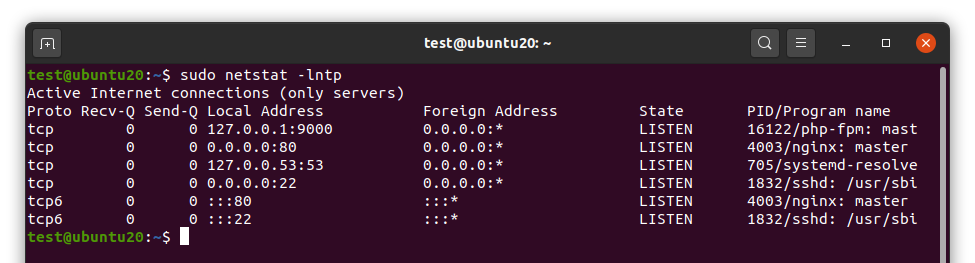 test@ubuntu20: ~
test@ubuntu20:~$ sudo netstat -lntp
Active Internet connections (only servers)
Proto Recv-Q Send-Q Local Address           Foreign Address         State       PID/Program name
tcp        0      0 127.0.0.1:9000          0.0.0.0:*               LISTEN      16122/php-fpm: mast
tcp        0      0 0.0.0.0:80              0.0.0.0:*               LISTEN      4003/nginx: master
tcp        0      0 127.0.0.53:53           0.0.0.0:*               LISTEN      705/systemd-resolve
tcp        0      0 0.0.0.0:22              0.0.0.0:*               LISTEN      1832/sshd: /usr/sbi
tcp6       0      0 :::80                   :::*                    LISTEN      4003/nginx: master
tcp6       0      0 :::22                   :::*                    LISTEN      1832/sshd: /usr/sbi
test@ubuntu20:~$